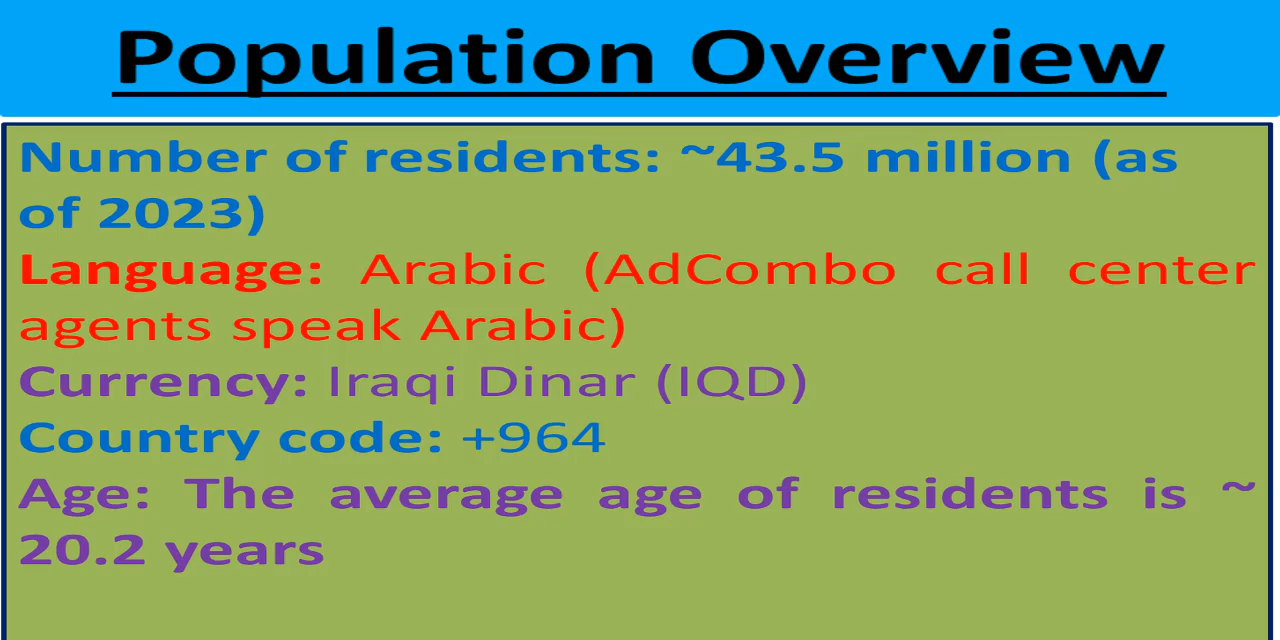 Population Overview
Number of residents: ~43.5 million (as
of 2023)
Language: Arabic (AdCombo call center
agents speak Arabic)
Currency: Iraqi Dinar (IQD)
Country code: +964
Age: The average age of residents is ~
20.2 years